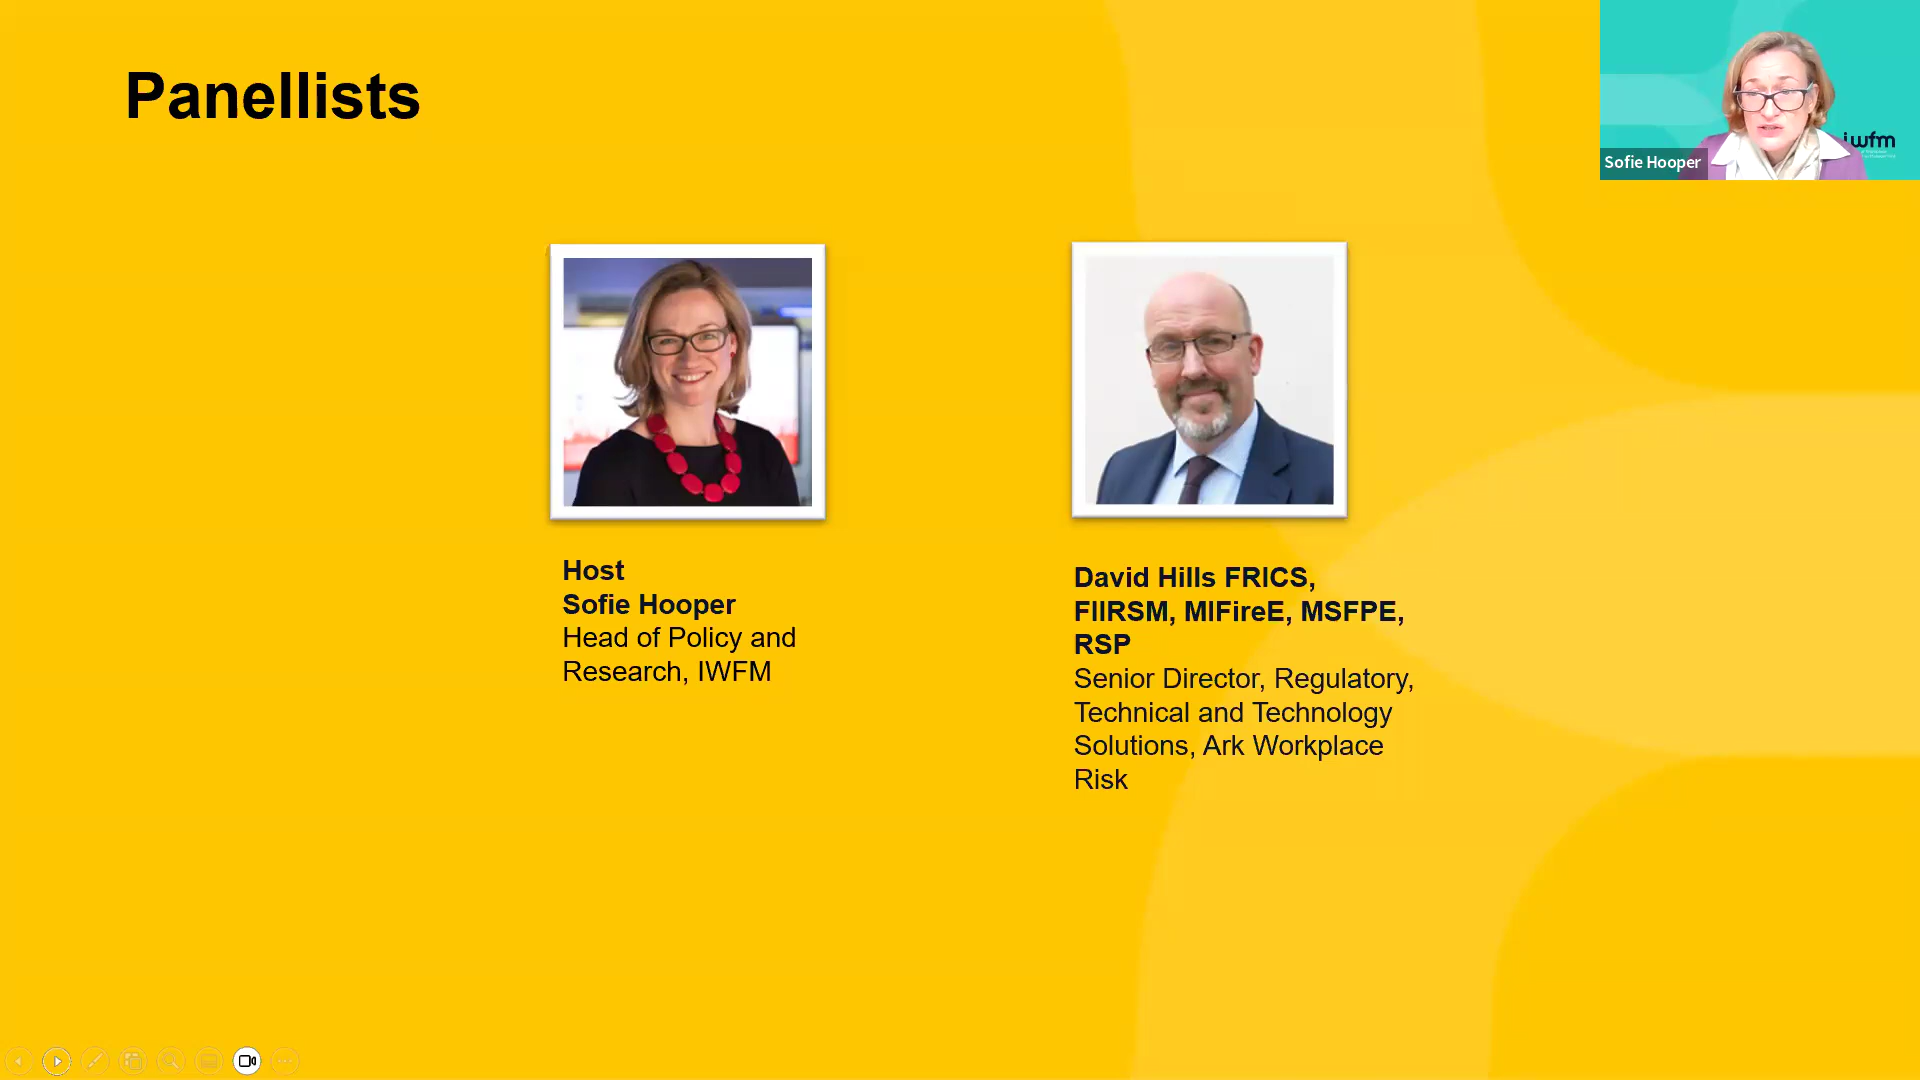 Panellists
Sofie Hooper
iwfm
Host
Sofie Hooper
Head of Policy and
Research, IWFM
David Hills FRICS,
FIIRSM, MIFireE, MSFPE,
RSP
Senior Director, Regulatory,
Technical and Technology
Solutions, Ark Workplace
Risk